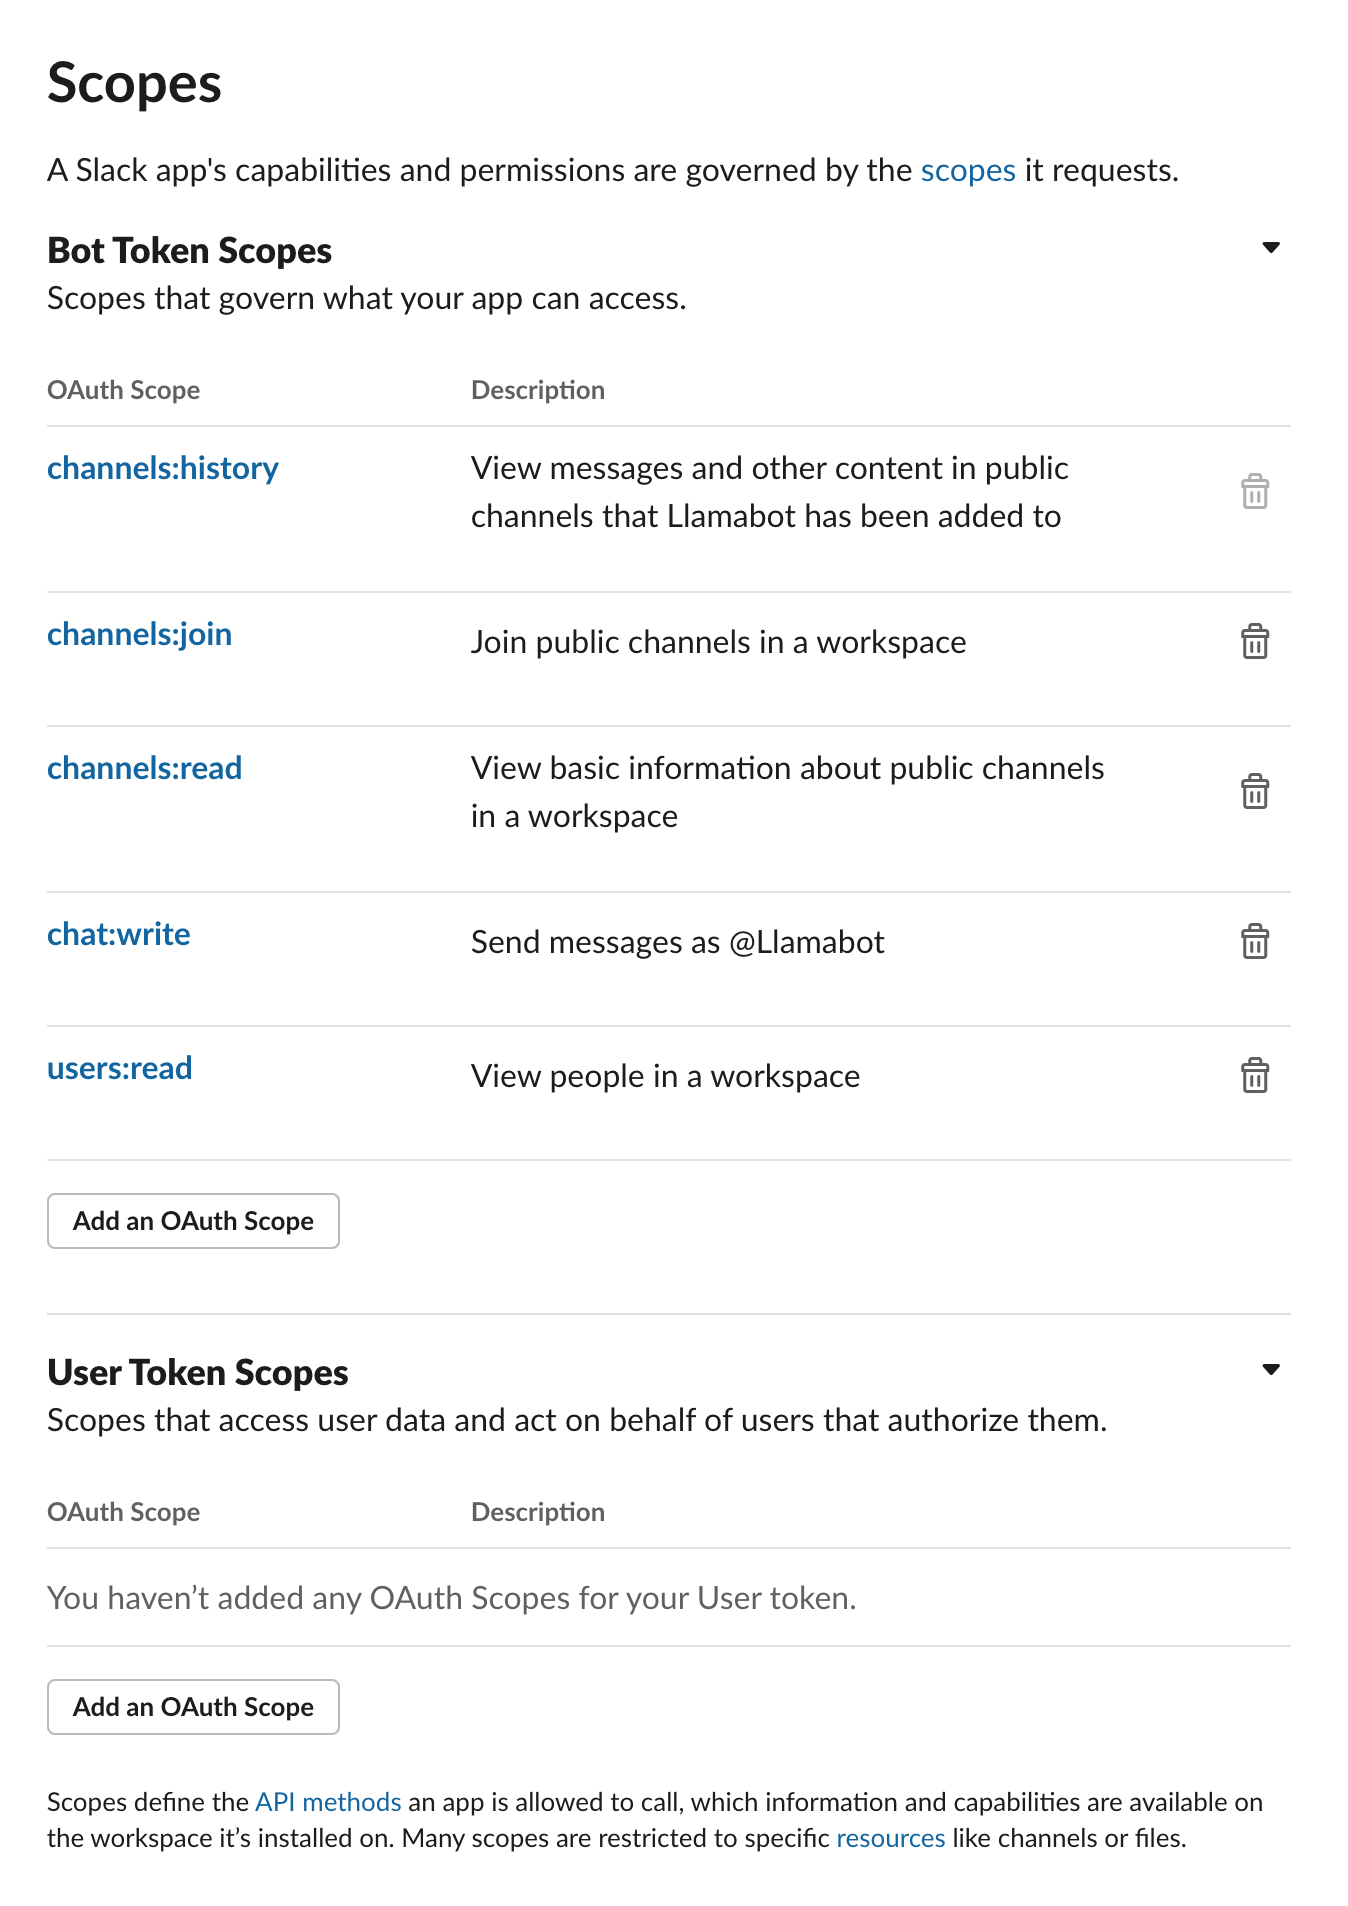 Scopes
A Slack app's capabilities and permissions are governed by the scopes it requests.
Bot Token Scopes
Scopes that govern what your app can access.
OAuth Scope Description
channels:history View messages and other content in public
channels that Llamabot has been added to
channels:join Join public channels in a workspace
channels:read View basic information about public channels
in a workspace
chat:write Send messages as @Llamabot
users:read View people in a workspace
Add an OAuth Scope
User Token Scopes
Scopes that access user data and act on behalf of users that authorize them.
OAuth Scope Description
You haven’t added any OAuth Scopes for your User token.
Add an OAuth Scope
Scopes define the API methods an app is allowed to call, which information and capabilities are available on
the workspace it’s installed on. Many scopes are restricted to specific resources like channels or files.